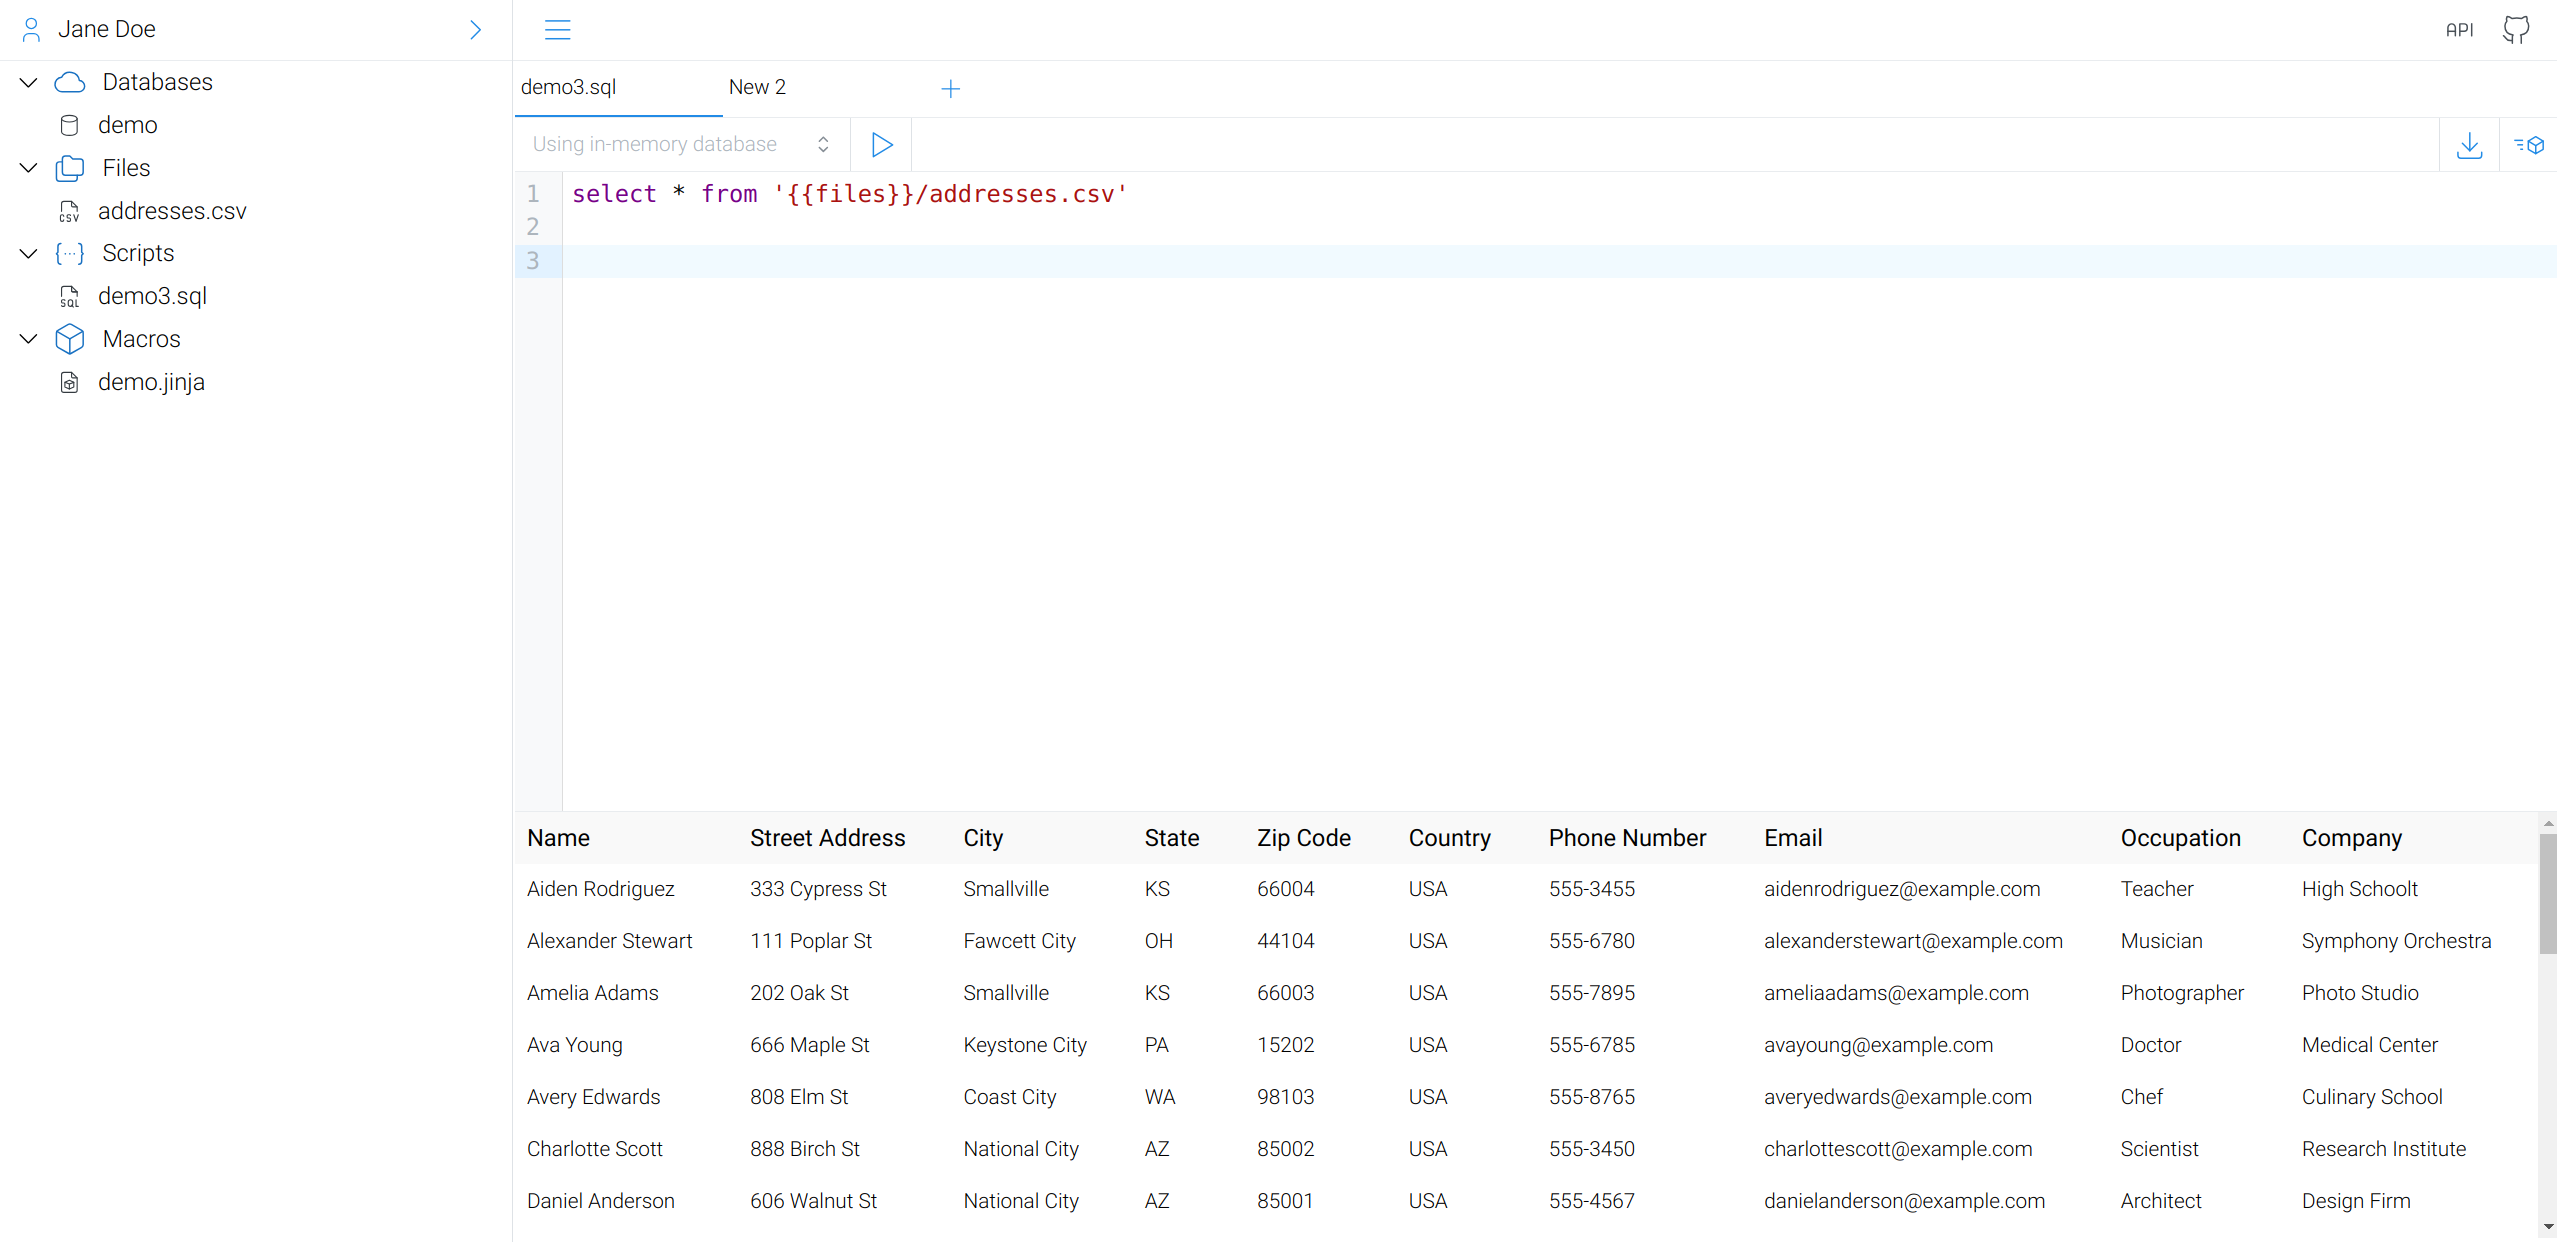 Jane Doe
API
Databases
demo
Files
CSV
addresses.csv
Scripts
SQL
demo3.sql
Macros
demo.jinja
demo3.sql New 2
Using in-memory database
1 select * from '{{files}}/addresses.csv'
2
3
Name Street Address City State Zip Code Country Phone Number Email Occupation Company
Aiden Rodriguez 333 Cypress St Smallville KS 66004 USA 555-3455 aidenrodriguez@example.com Teacher High Schoolt
Alexander Stewart 111 Poplar St Fawcett City OH 44104 USA 555-6780 alexanderstewart@example.com Musician Symphony Orchestra
Amelia Adams 202 Oak St Smallville KS 66003 USA 555-7895 ameliaadams@example.com Photographer Photo Studio
Ava Young 666 Maple St Keystone City PA 15202 USA 555-6785 avayoung@example.com Doctor Medical Center
Avery Edwards 808 Elm St Coast City WA 98103 USA 555-8765 averyedwards@example.com Chef Culinary School
Charlotte Scott 888 Birch St National City AZ 85002 USA 555-3450 charlottescott@example.com Scientist Research Institute
Daniel Anderson 606 Walnut St National City AZ 85001 USA 555-4567 danielanderson@example.com Architect Design Firm